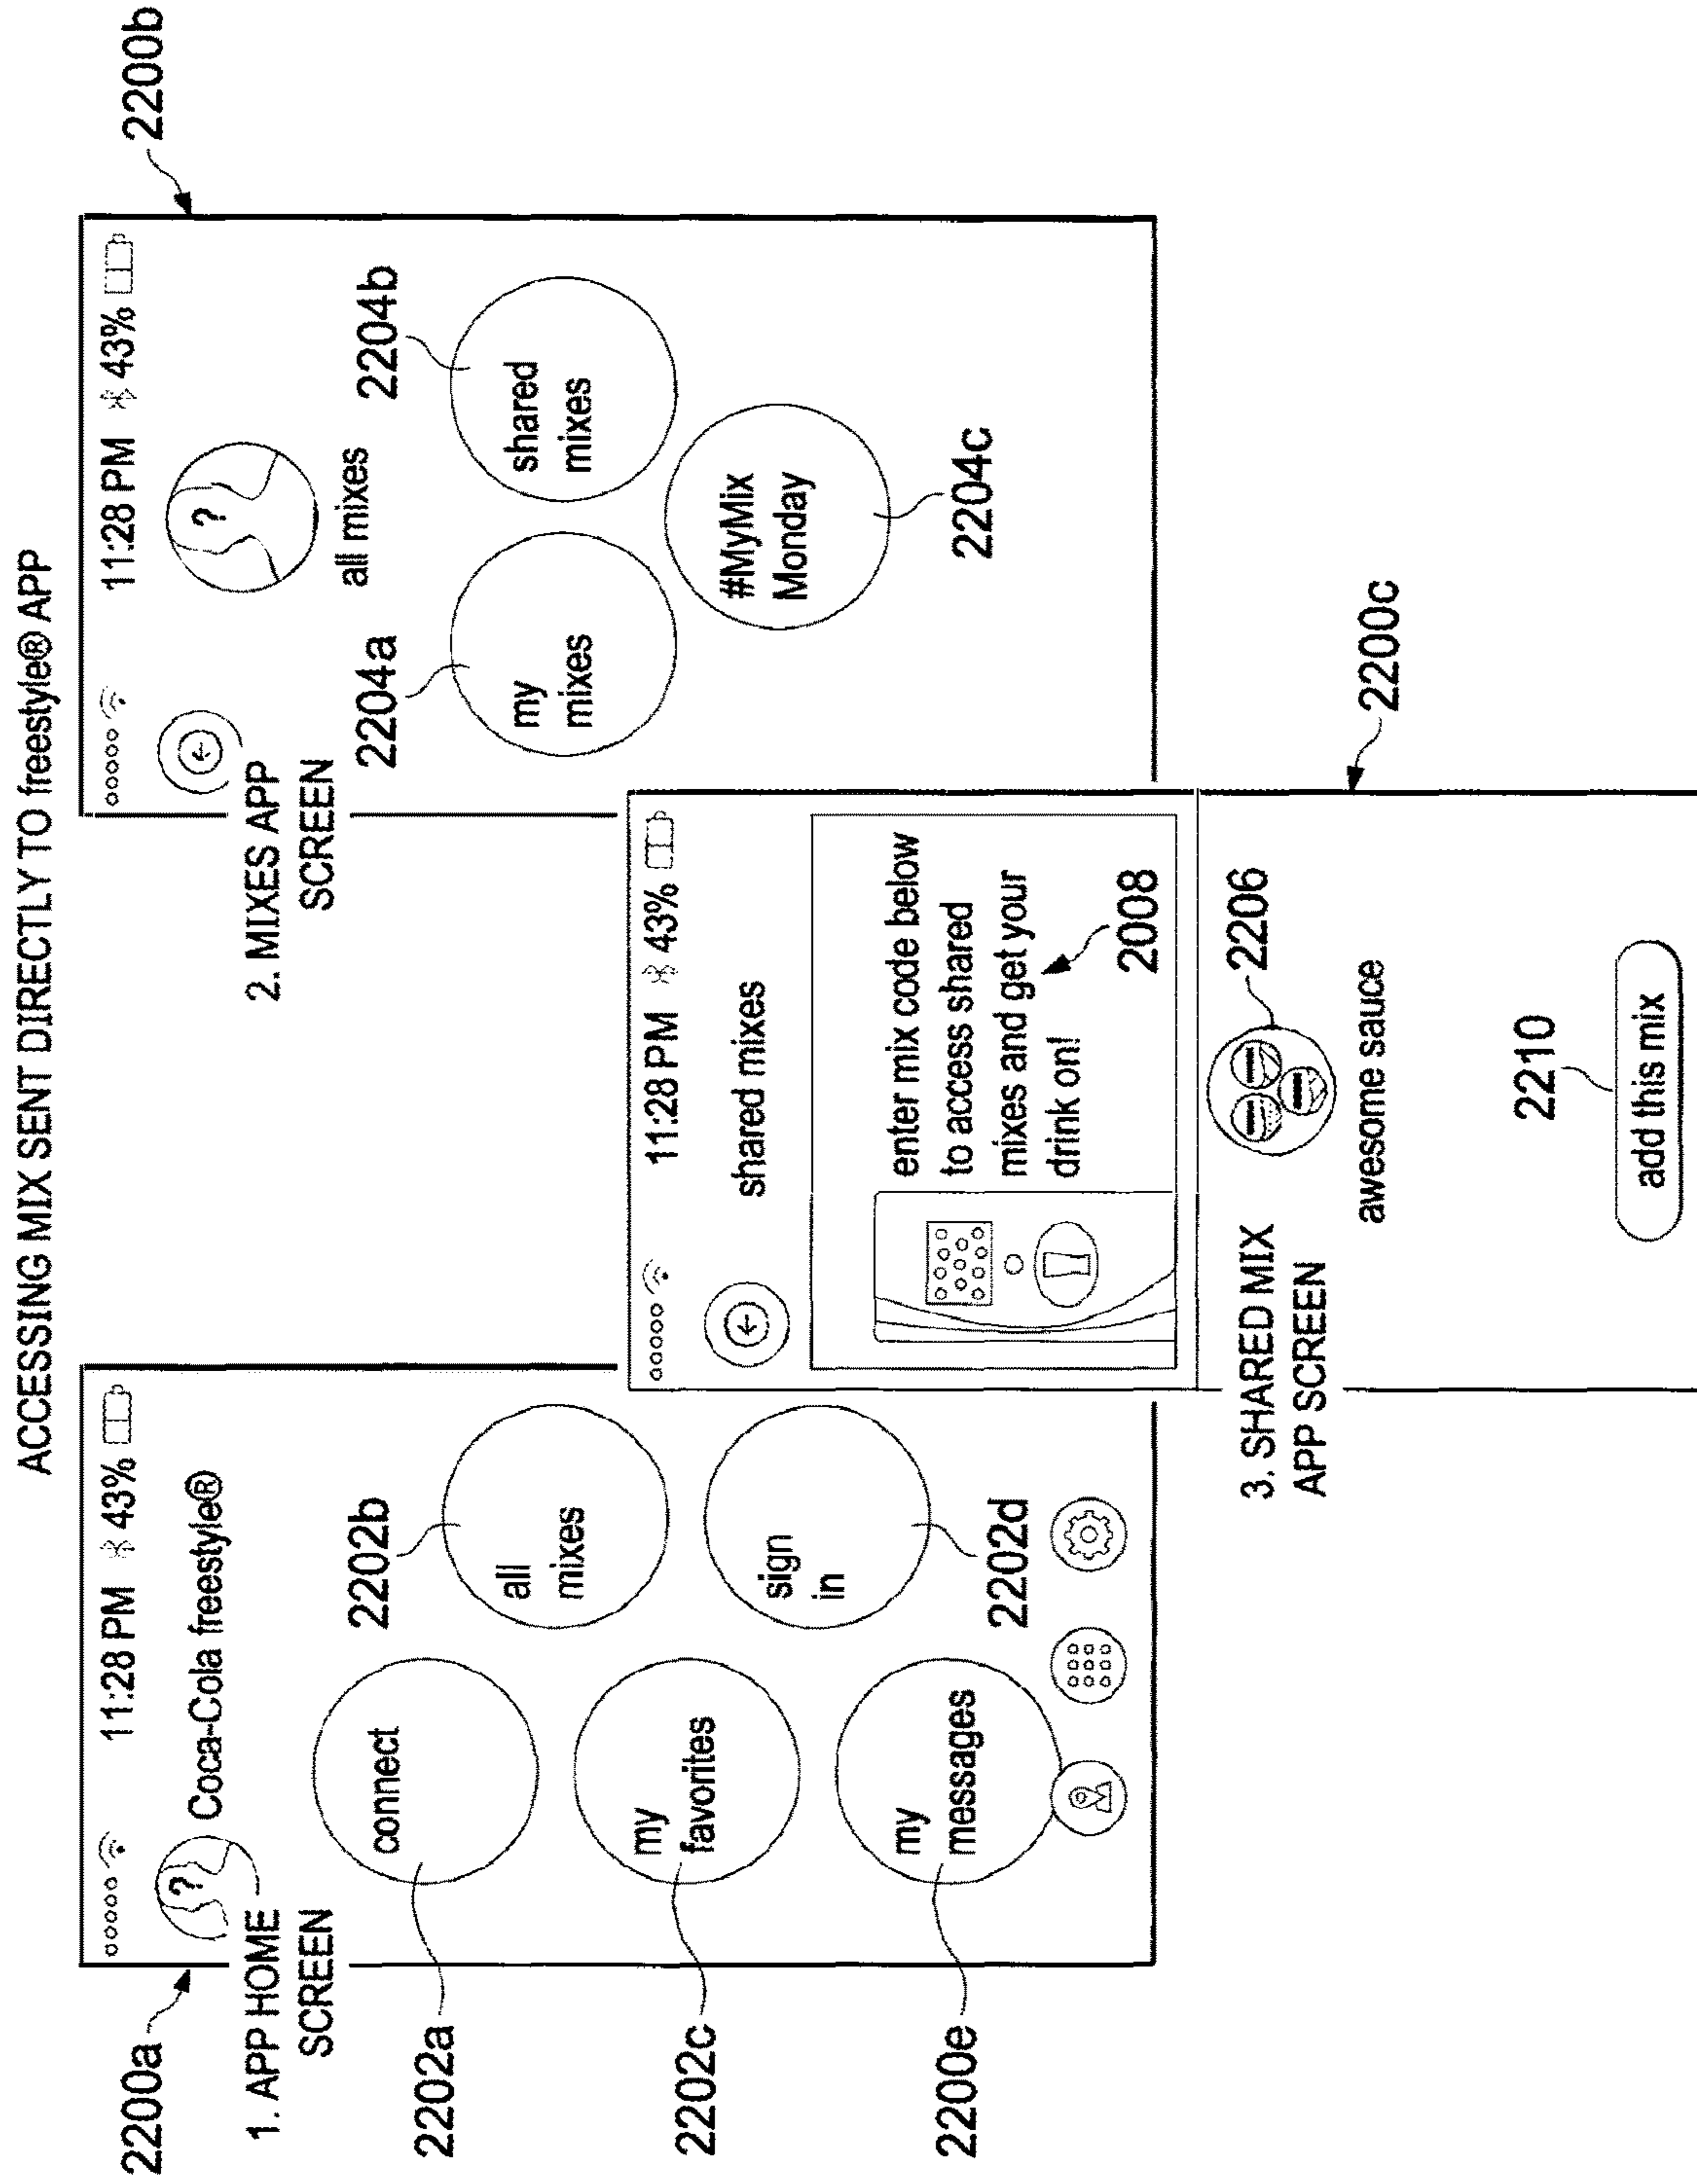 ACCESSING MIX SENT DIRECTLY TO freestyle® APP
2200a
1. APP HOME
SCREEN
11:28 PM 43%
Coca-Cola freestyle®
?
2202a
connect
2202b
all
mixes
2202c
my
favorites
2202d
sign
in
2200e
my
messages
2200b
2. MIXES APP
SCREEN
11:28 PM 43%
?
all mixes
2204a
my
mixes
2204b
shared
mixes
2204c
#MyMix
Monday
2200c
3. SHARED MIX
APP SCREEN
11:28 PM 43%
shared mixes
enter mix code below
to access shared
mixes and get your
drink on!
2008
2206
awesome sauce
2210
add this mix